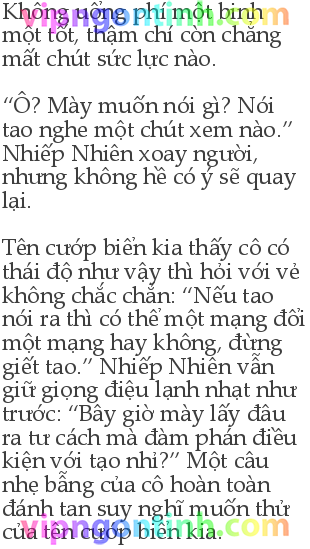 Không uổng phí một binh
một tốt, thậm chí còn chẳng
mất chút sức lực nào.
“Ồ? Mày muốn nói gì? Nói
tao nghe một chút xem nào.”
Nhiếp Nhiên xoay người,
nhưng không hề có ý sẽ quay
lại.
Tên cướp biển kia thấy cô có
thái độ như vậy thì hỏi với vẻ
không chắc chắn: “Nếu tao
nói ra thì có thể một mạng đổi
một mạng hay không, đừng
giết tao.” Nhiếp Nhiên vẫn
giữ giọng điệu lạnh nhạt như
trước: “Bây giờ mày lấy đâu
ra tư cách mà đàm phán điều
kiện với tạo nhỉ?” Một câu
nhẹ bẫng của cô hoàn toàn
đánh tan suy nghĩ muốn thử
của tên cướp biển kia.
vipngontinh.com
vipngontinh.com